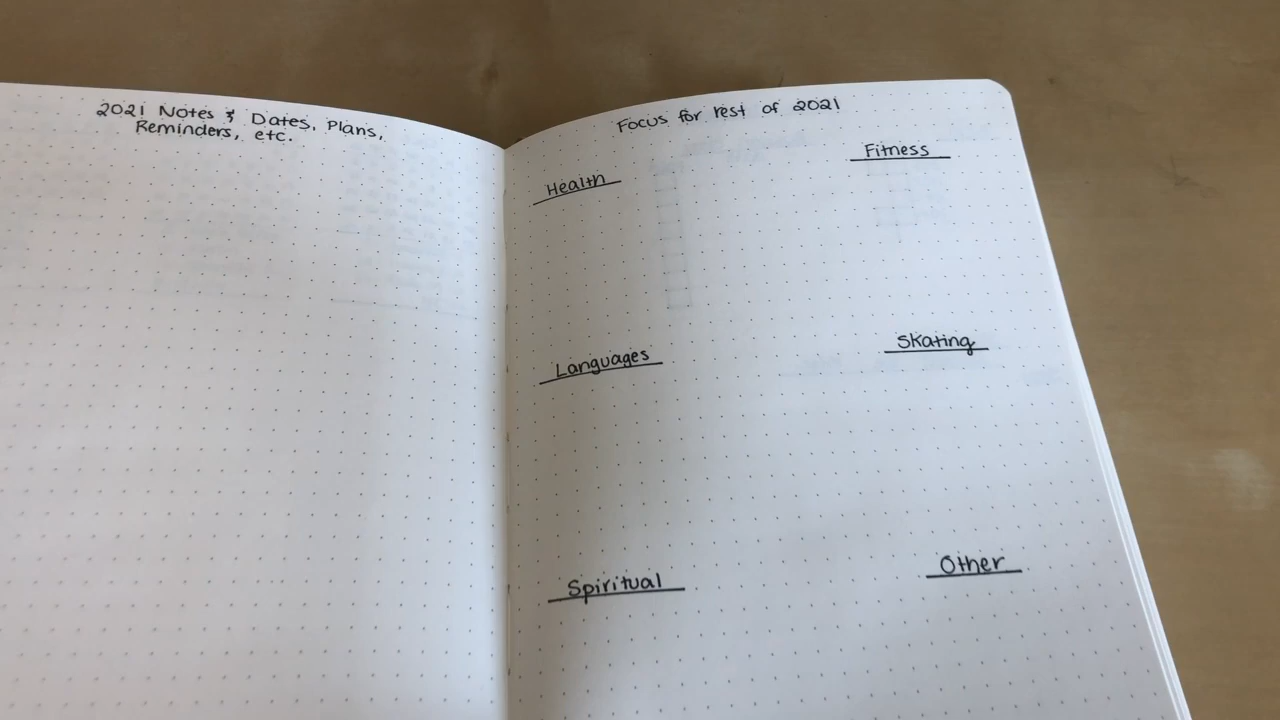 2021 Notes & Dates, Plans,
Reminders, etc.
Focus for rest of 2021
Health
Fitness
Languages
Skating
Spiritual
Other